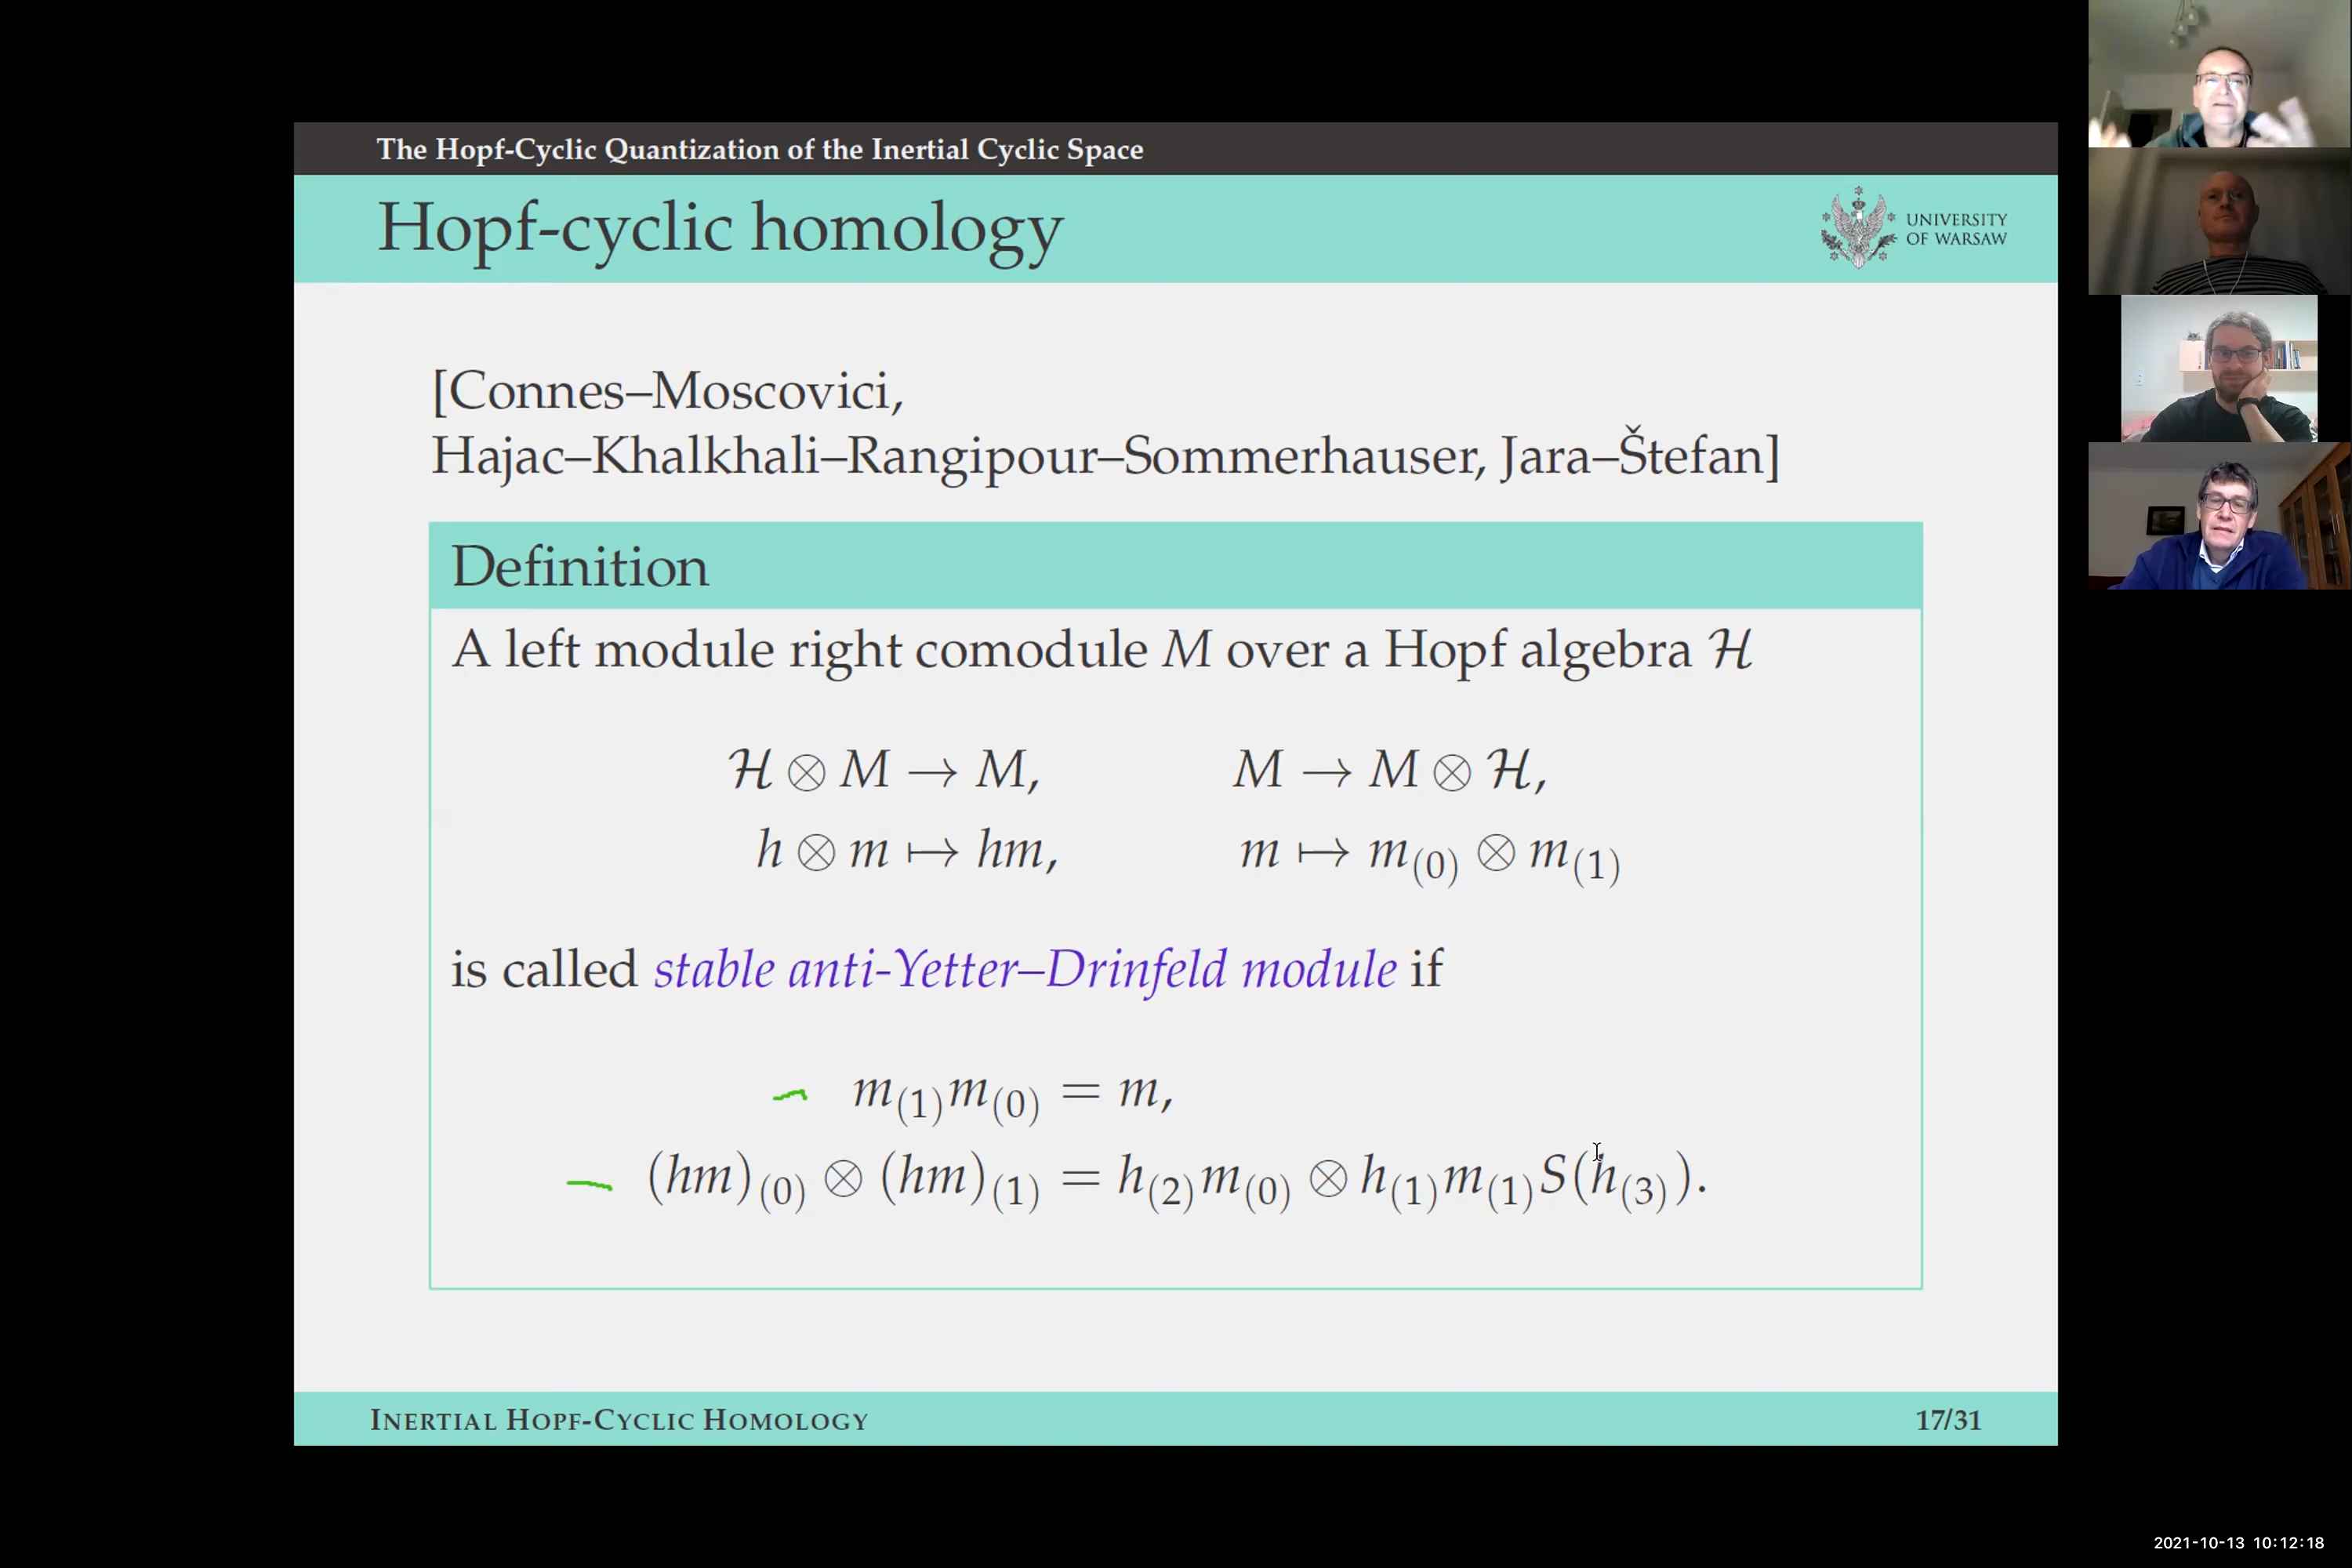 The Hopf-Cyclic Quantization of the Inertial Cyclic Space
Hopf-cyclic homology
UNIVERSITY
OF WARSAW
[Connes–Moscovici,
Hajac–Khalkhali–Rangipour–Sommerhauser, Jara–Štefan]
Definition
A left module right comodule M over a Hopf algebra ℋ
ℋ ⊗ M → M, M → M ⊗ ℋ,
h ⊗ m ↦ hm, m ↦ m₍₀₎ ⊗ m₍₁₎
is called stable anti-Yetter–Drinfeld module if
m₍₁₎m₍₀₎ = m,
(hm)₍₀₎ ⊗ (hm)₍₁₎ = h₍₂₎m₍₀₎ ⊗ h₍₁₎m₍₁₎S(h₍₃₎).
INERTIAL HOPF-CYCLIC HOMOLOGY
17/31
2021-10-13 10:12:18